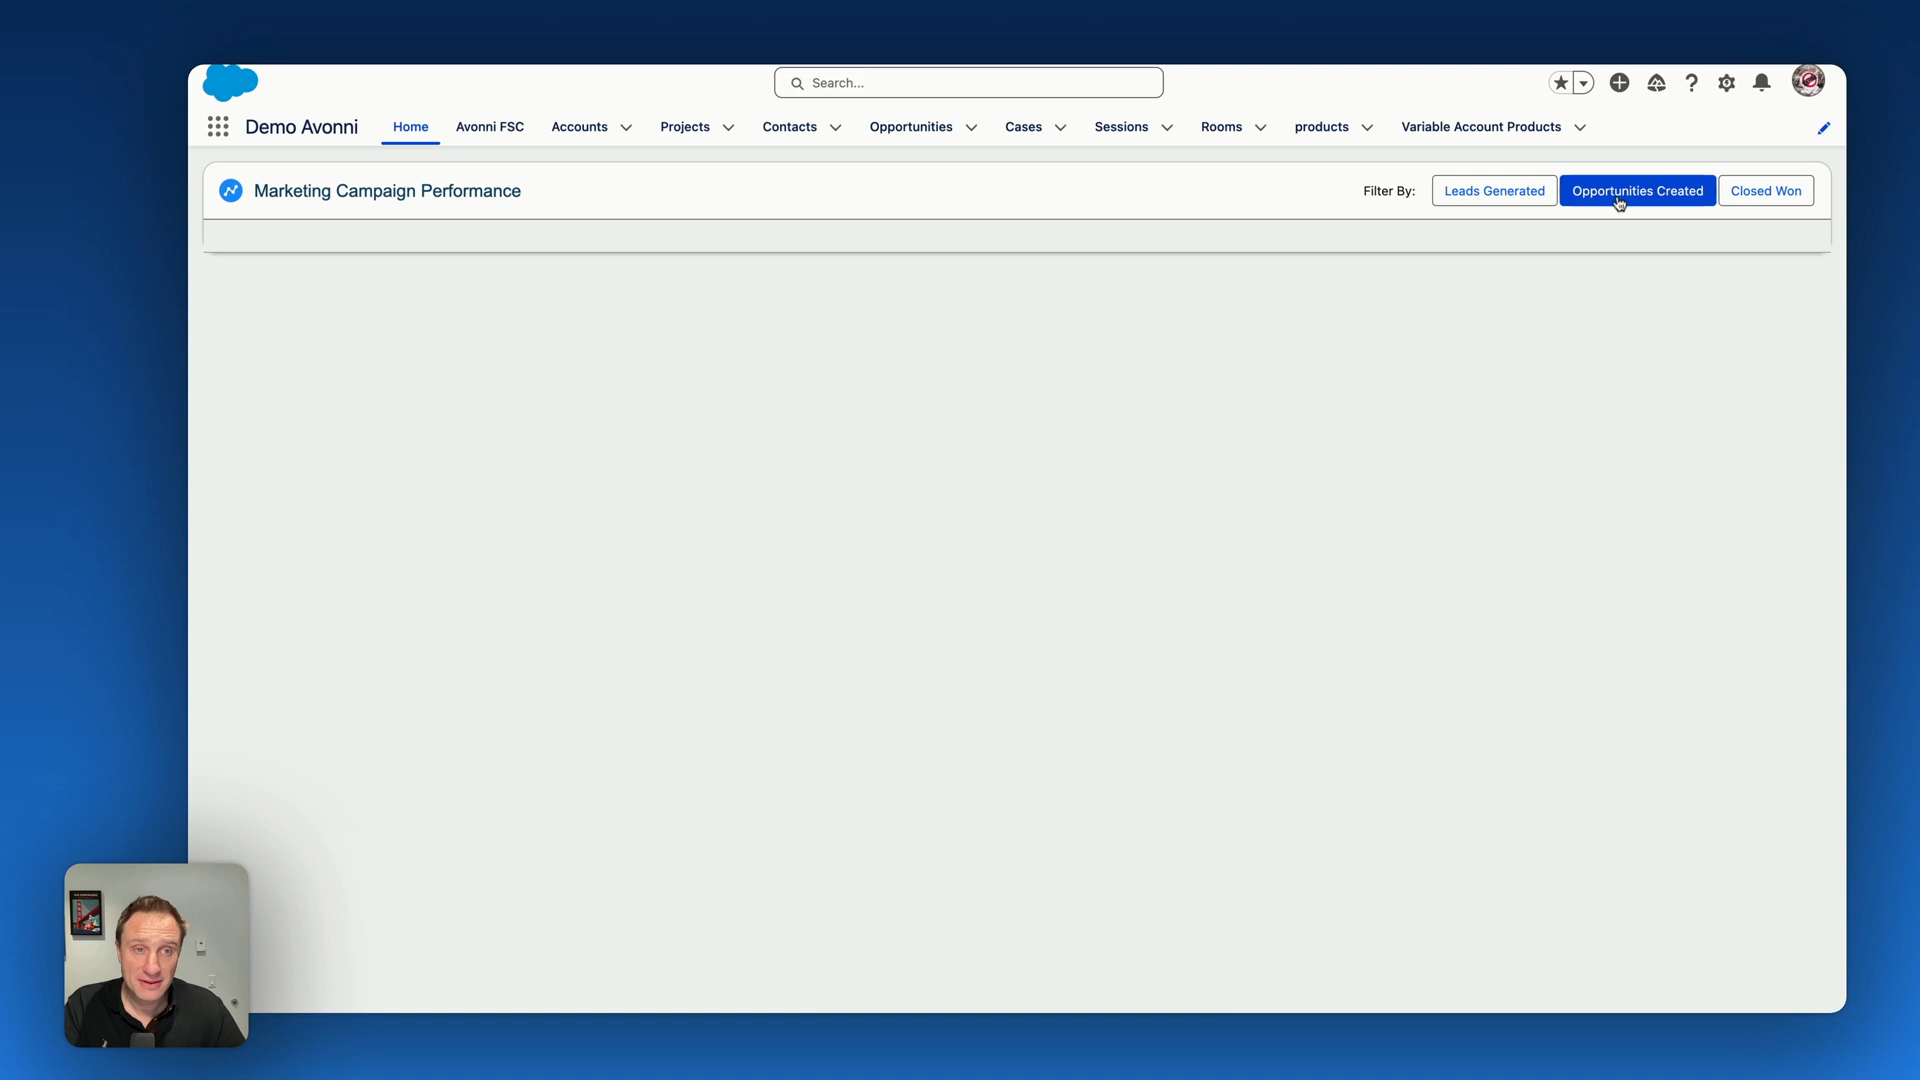 Search...
Demo Avonni
Home
Avonni FSC
Accounts
Projects
Contacts
Opportunities
Cases
Sessions
Rooms
products
Variable Account Products
Marketing Campaign Performance
Filter By:
Leads Generated
Opportunities Created
Closed Won